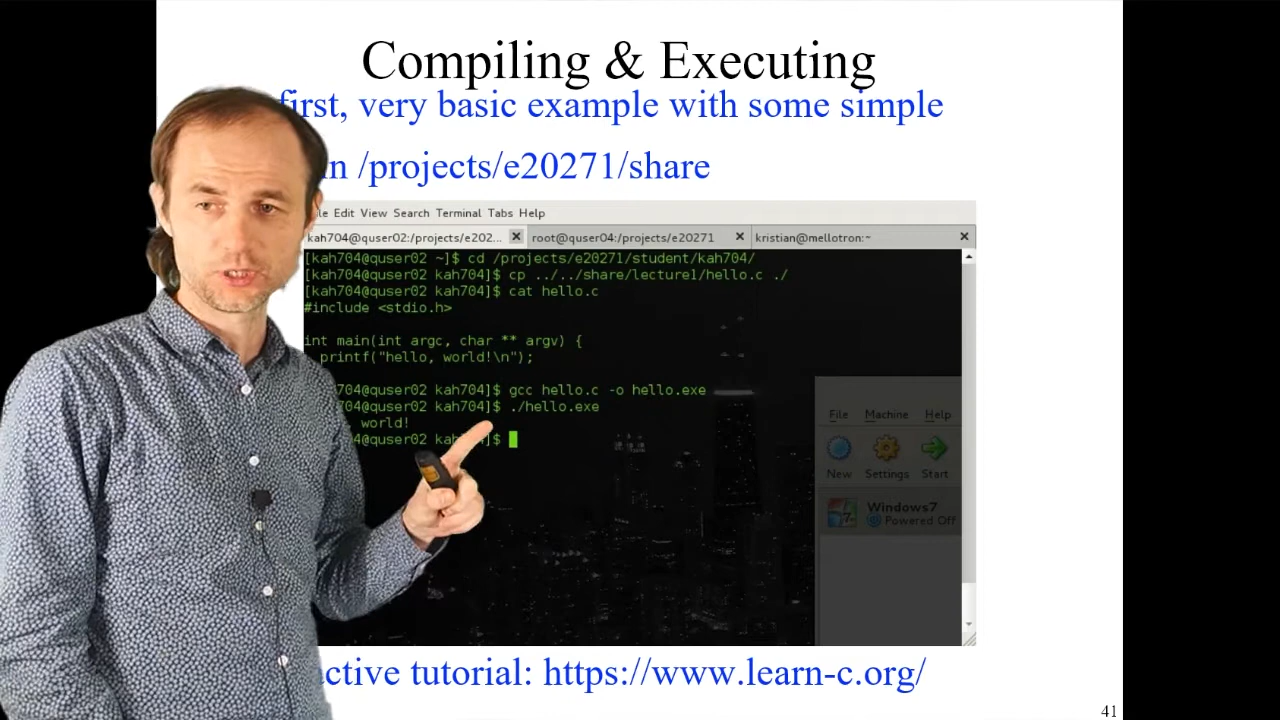 Compiling & Executing
first, very basic example with some simple
in /projects/e20271/share
Edit View Search Terminal Tabs Help
kah704@quser02:/projects/e202... root@quser04:/projects/e20271 kristian@mellotron:~
[kah704@quser02 ~]$ cd /projects/e20271/student/kah704/
[kah704@quser02 kah704]$ cp ../../share/lecture1/hello.c ./
[kah704@quser02 kah704]$ cat hello.c
#include <stdio.h>
int main(int argc, char ** argv) {
printf("hello, world!\n");
704@quser02 kah704]$ gcc hello.c -o hello.exe
704@quser02 kah704]$ ./hello.exe
world!
4@quser02 kah704]$
File Machine Help
New Settings Start
Windows7
Powered Off
active tutorial: https://www.learn-c.org/
41